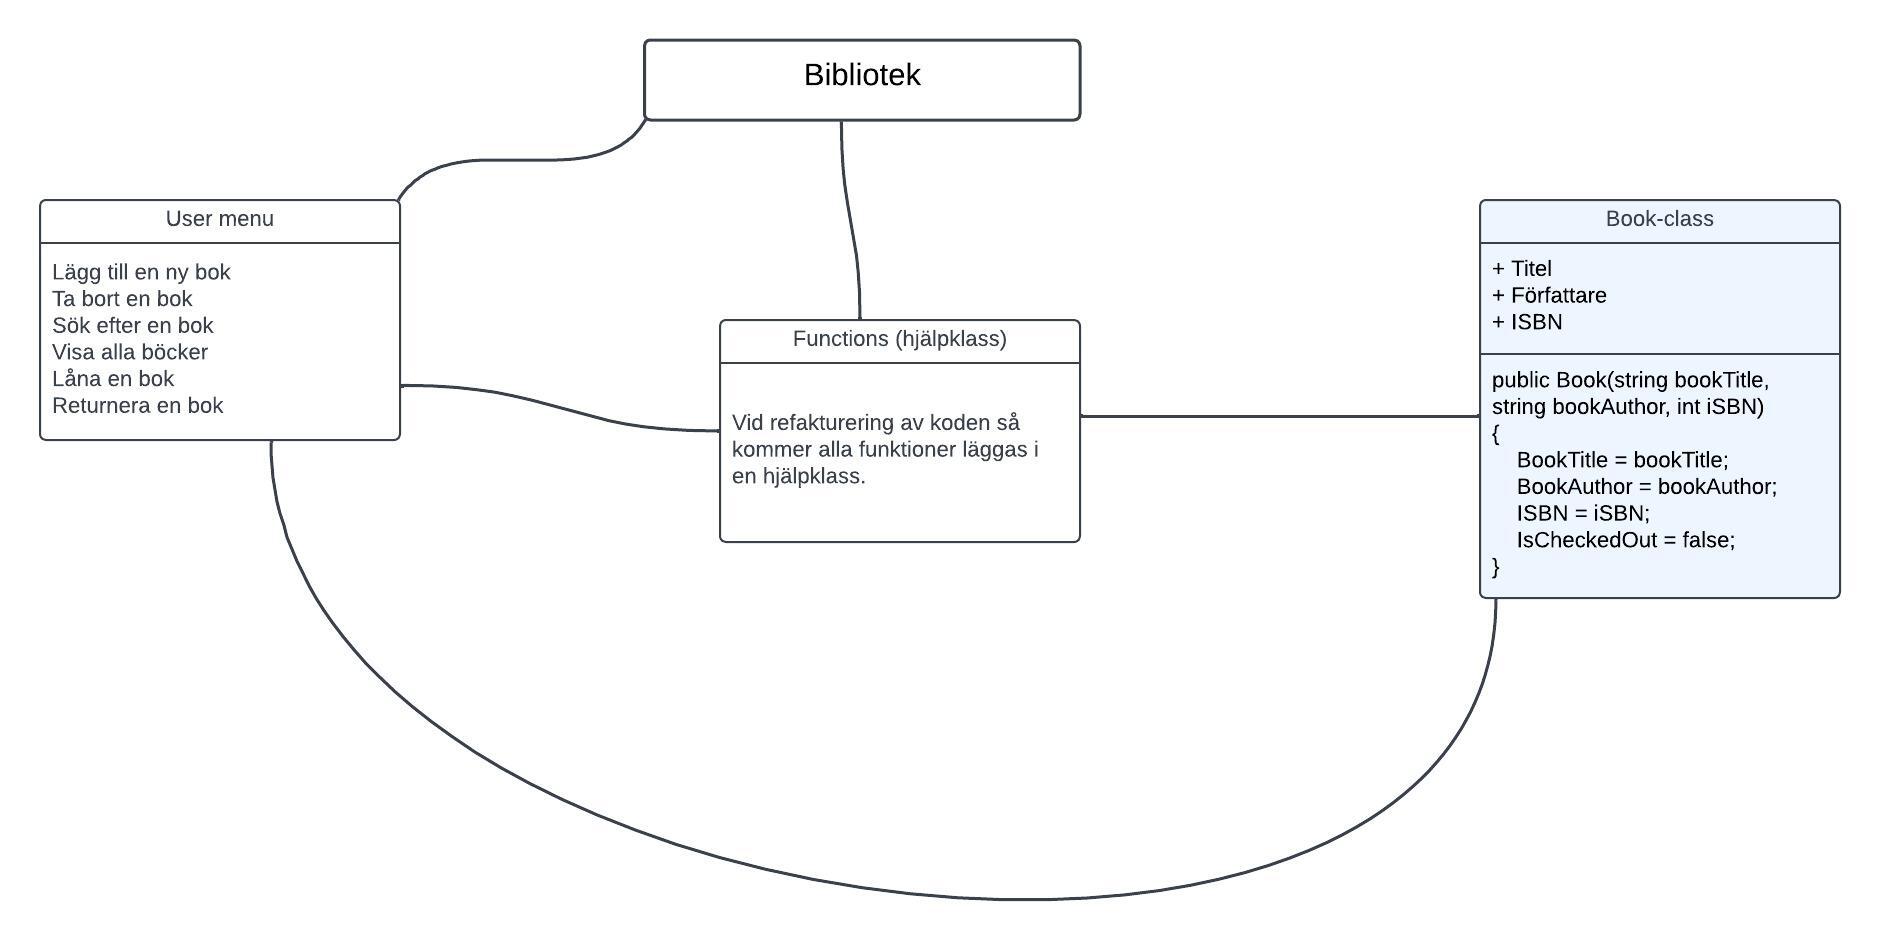 Bibliotek
User menu
Lägg till en ny bok
Ta bort en bok
Sök efter en bok
Visa alla böcker
Låna en bok
Returnera en bok
Functions (hjälpklass)
Vid refakturering av koden så
kommer alla funktioner läggas i
en hjälpklass.
Book-class
+ Titel
+ Författare
+ ISBN
public Book(string bookTitle,
string bookAuthor, int iSBN)
{
    BookTitle = bookTitle;
    BookAuthor = bookAuthor;
    ISBN = iSBN;
    IsCheckedOut = false;
}